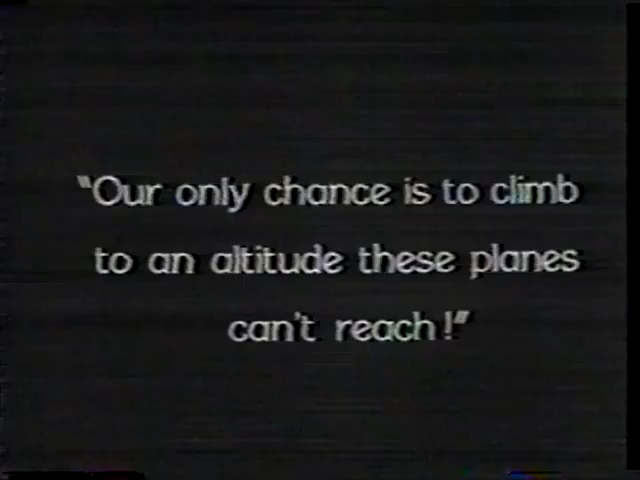 "Our only chance is to climb
to an altitude these planes
can't reach!"